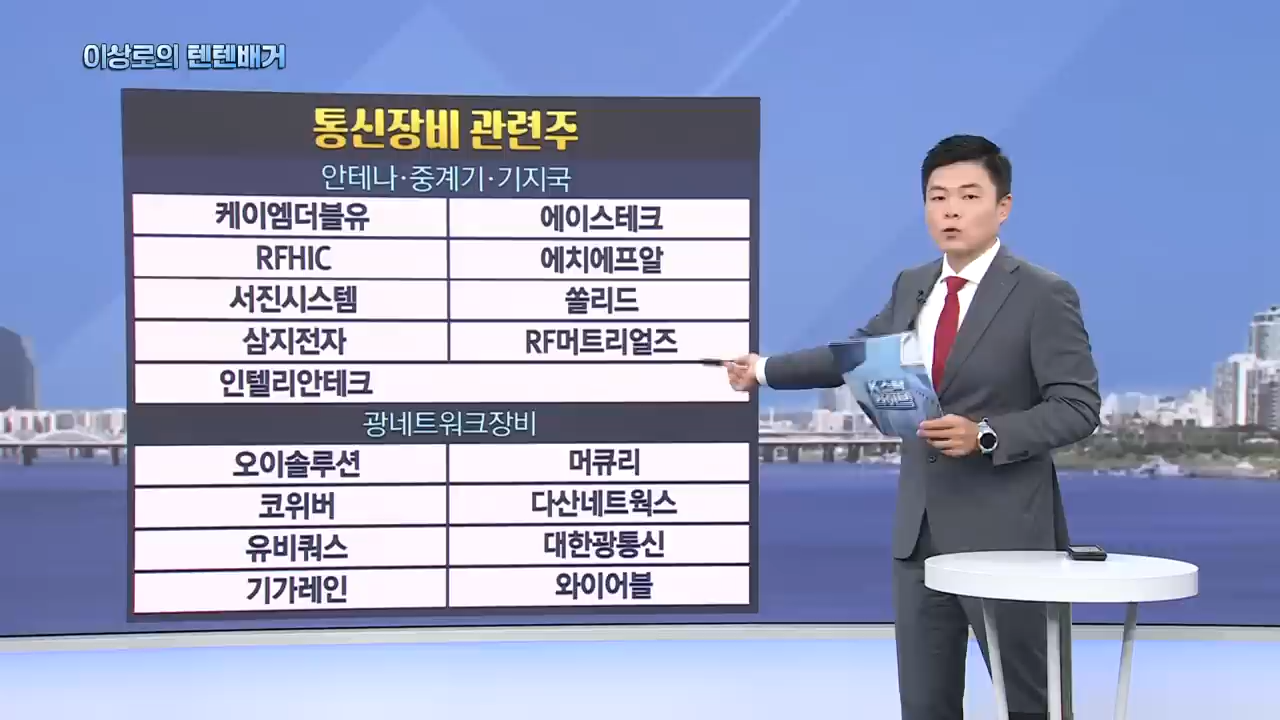 이상로의 텐텐배거
통신장비 관련주
안테나·중계기·기지국
케이엠더블유 에이스테크
RFHIC 에치에프알
서진시스템 쏠리드
삼지전자 RF머트리얼즈
인텔리안테크
광네트워크장비
오이솔루션 머큐리
코위버 다산네트웍스
유비쿼스 대한광통신
기가레인 와이어블